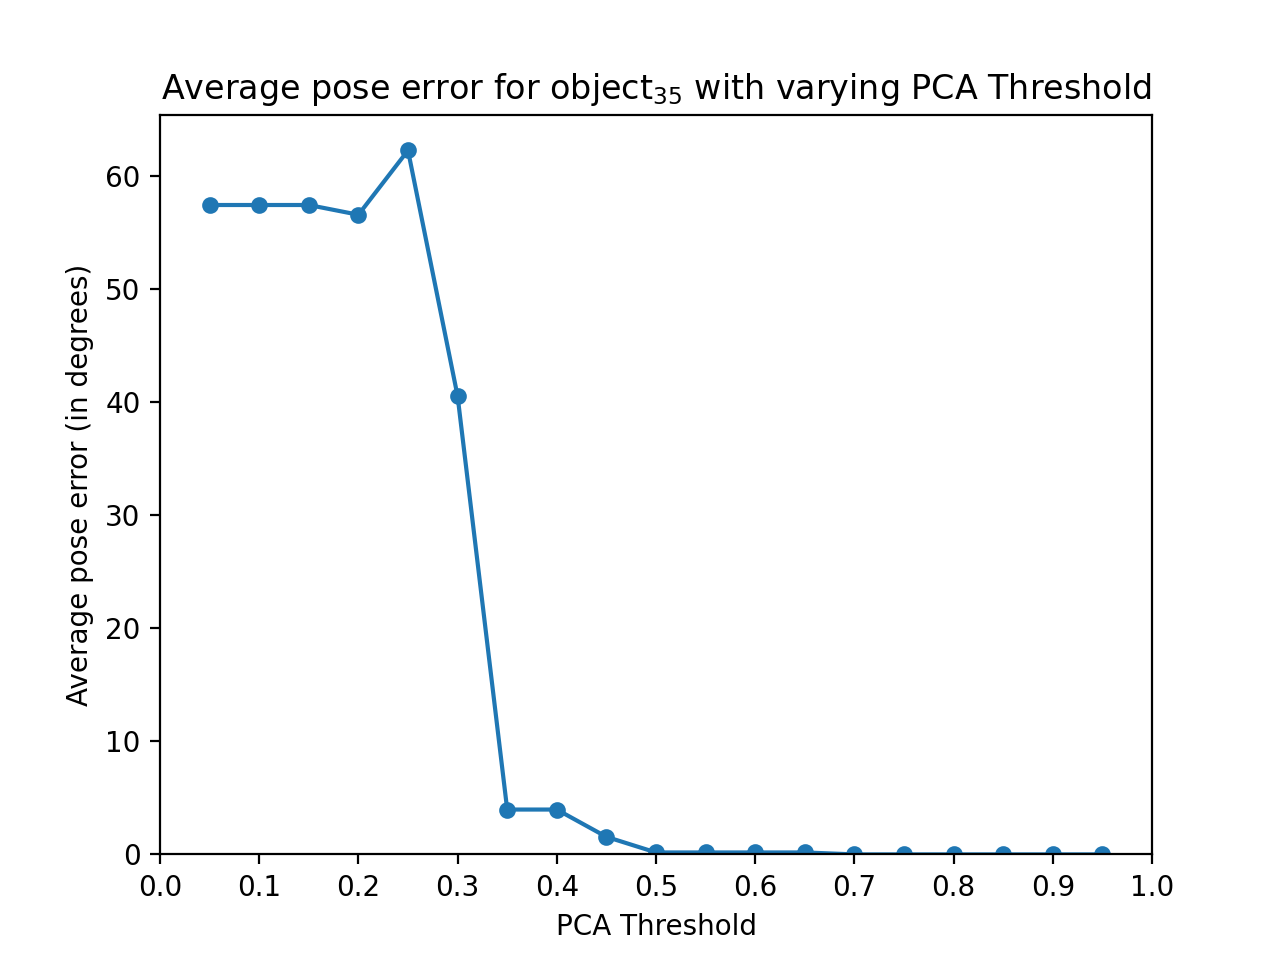 Average pose error for object₃₅ with varying PCA Threshold
Average pose error (in degrees)
60
50
40
30
20
10
0
0.0 0.1 0.2 0.3 0.4 0.5 0.6 0.7 0.8 0.9 1.0
PCA Threshold